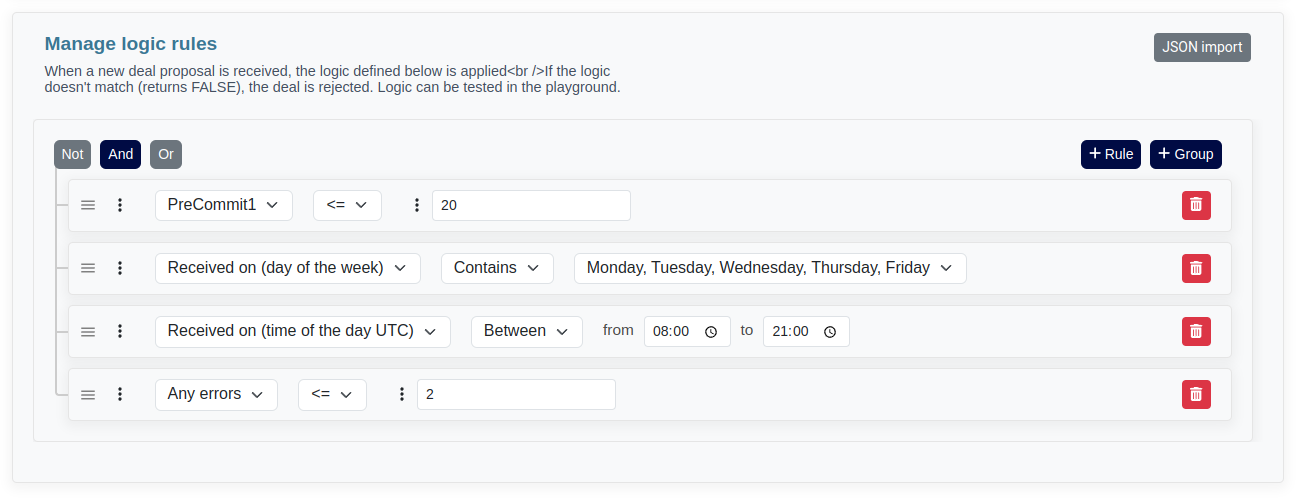 Manage logic rules
JSON import
When a new deal proposal is received, the logic defined below is applied<br />If the logic
doesn't match (returns FALSE), the deal is rejected. Logic can be tested in the playground.
Not And Or + Rule + Group
PreCommit1 <= 20
Received on (day of the week) Contains Monday, Tuesday, Wednesday, Thursday, Friday
Received on (time of the day UTC) Between from 08:00 to 21:00
Any errors <= 2